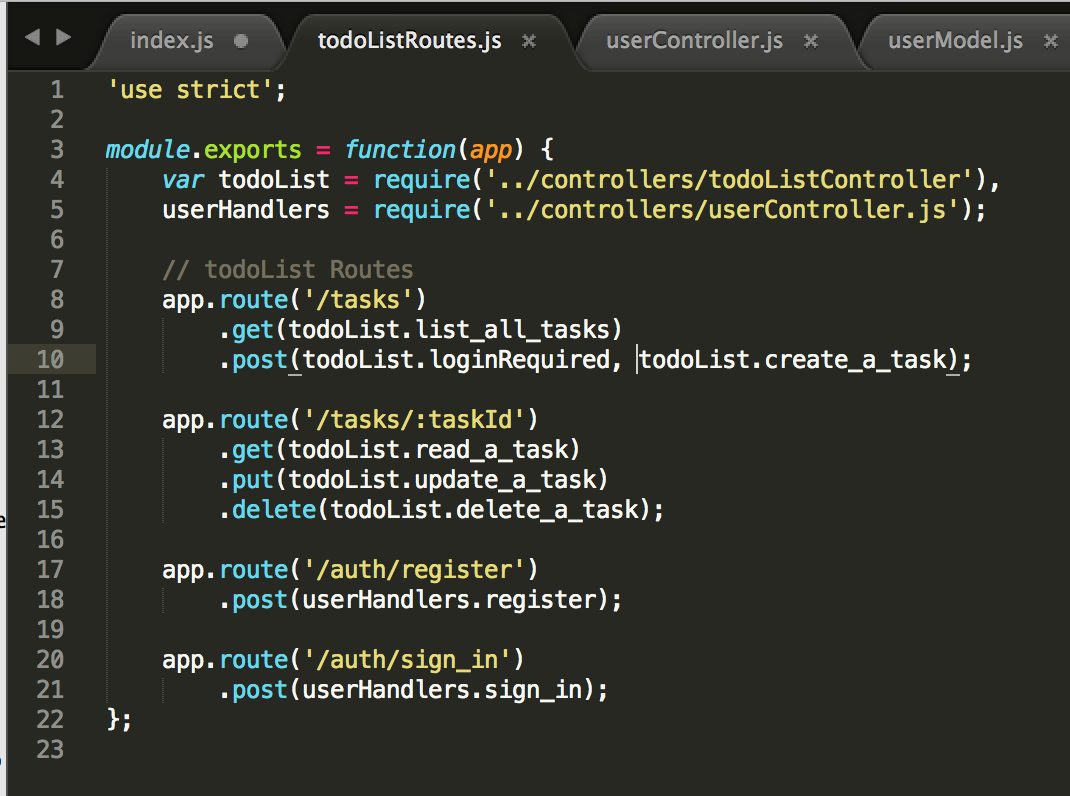 index.js todoListRoutes.js userController.js userModel.js
1 'use strict';
2
3 module.exports = function(app) {
4 var todoList = require('../controllers/todoListController'),
5 userHandlers = require('../controllers/userController.js');
6
7 // todoList Routes
8 app.route('/tasks')
9 .get(todoList.list_all_tasks)
10 .post(todoList.loginRequired, todoList.create_a_task);
11
12 app.route('/tasks/:taskId')
13 .get(todoList.read_a_task)
14 .put(todoList.update_a_task)
15 .delete(todoList.delete_a_task);
16
17 app.route('/auth/register')
18 .post(userHandlers.register);
19
20 app.route('/auth/sign_in')
21 .post(userHandlers.sign_in);
22 };
23